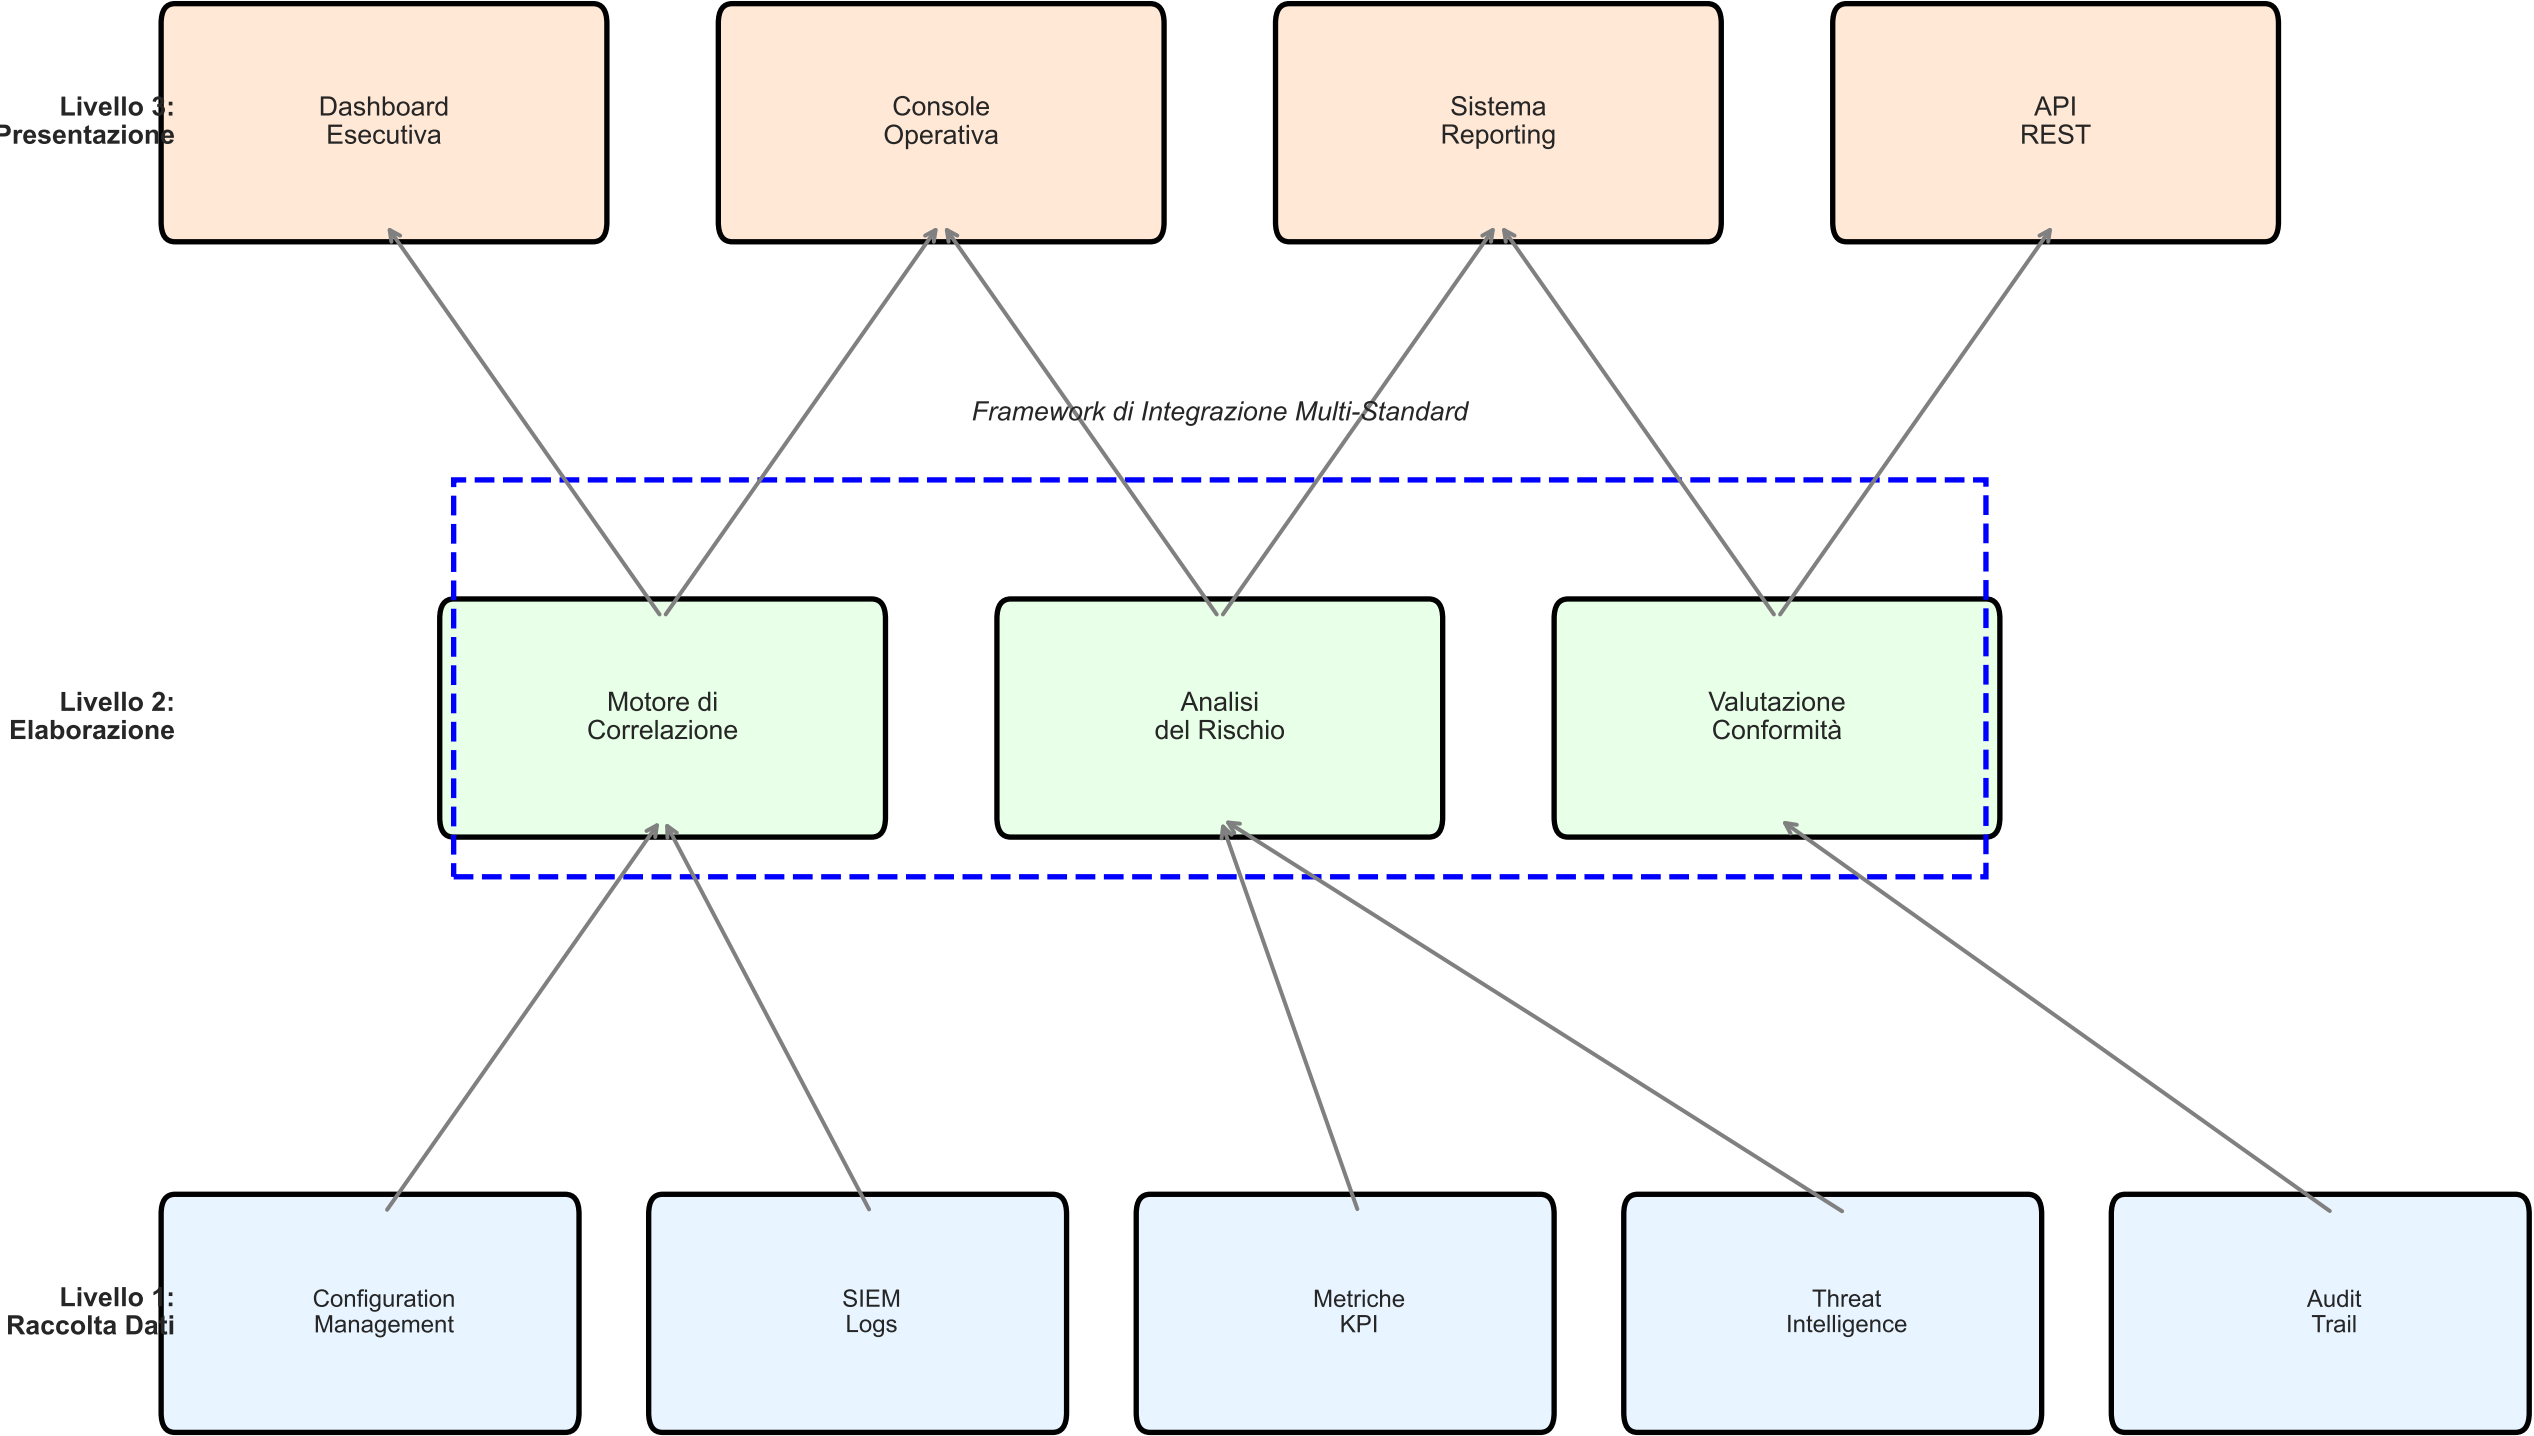 Livello 3:
Presentazione
Dashboard
Esecutiva
Console
Operativa
Sistema
Reporting
API
REST
Framework di Integrazione Multi-Standard
Livello 2:
Elaborazione
Motore di
Correlazione
Analisi
del Rischio
Valutazione
Conformità
Livello 1:
Raccolta Dati
Configuration
Management
SIEM
Logs
Metriche
KPI
Threat
Intelligence
Audit
Trail